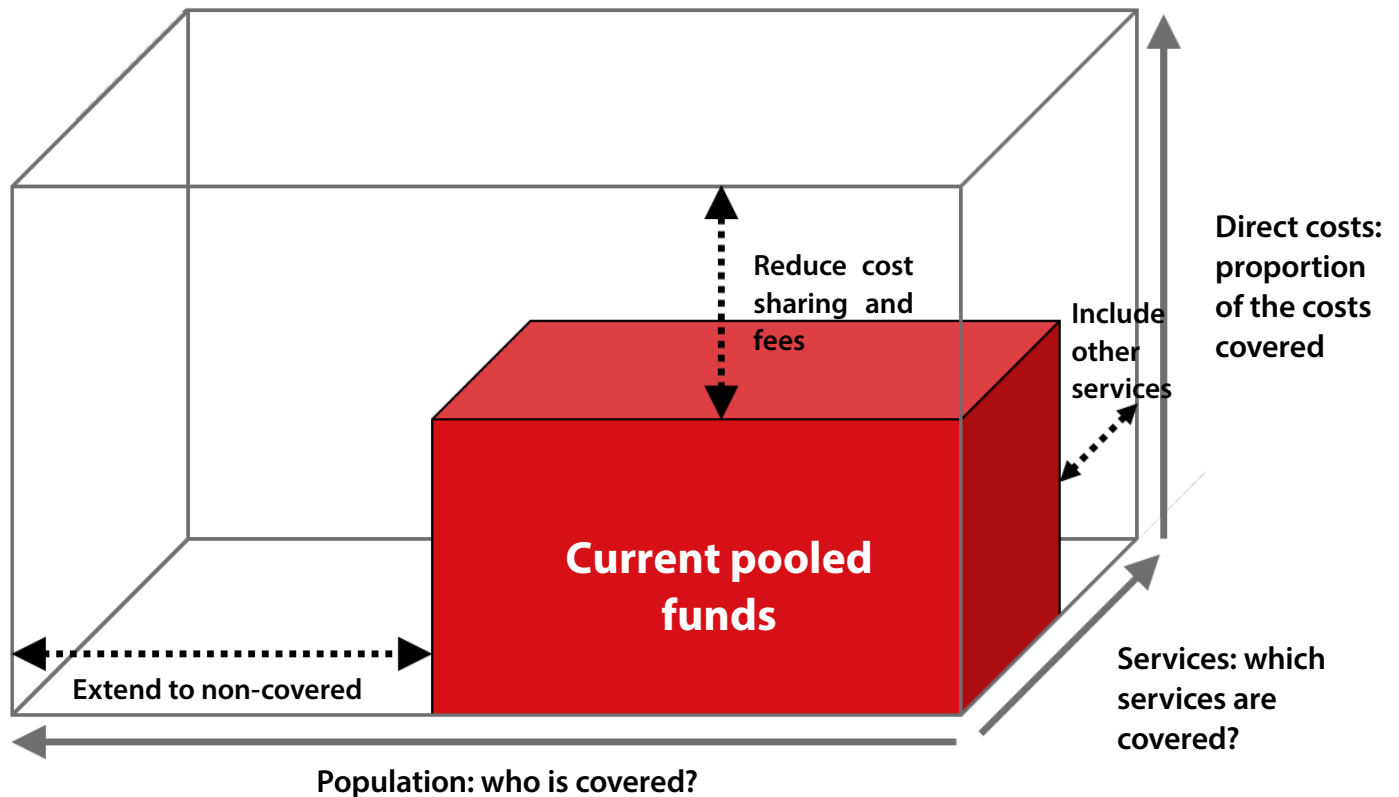 Reduce cost
sharing and
fees
Include
other
services
Direct costs:
proportion
of the costs
covered
Current pooled
funds
Extend to non-covered
Services: which
services are
covered?
Population: who is covered?